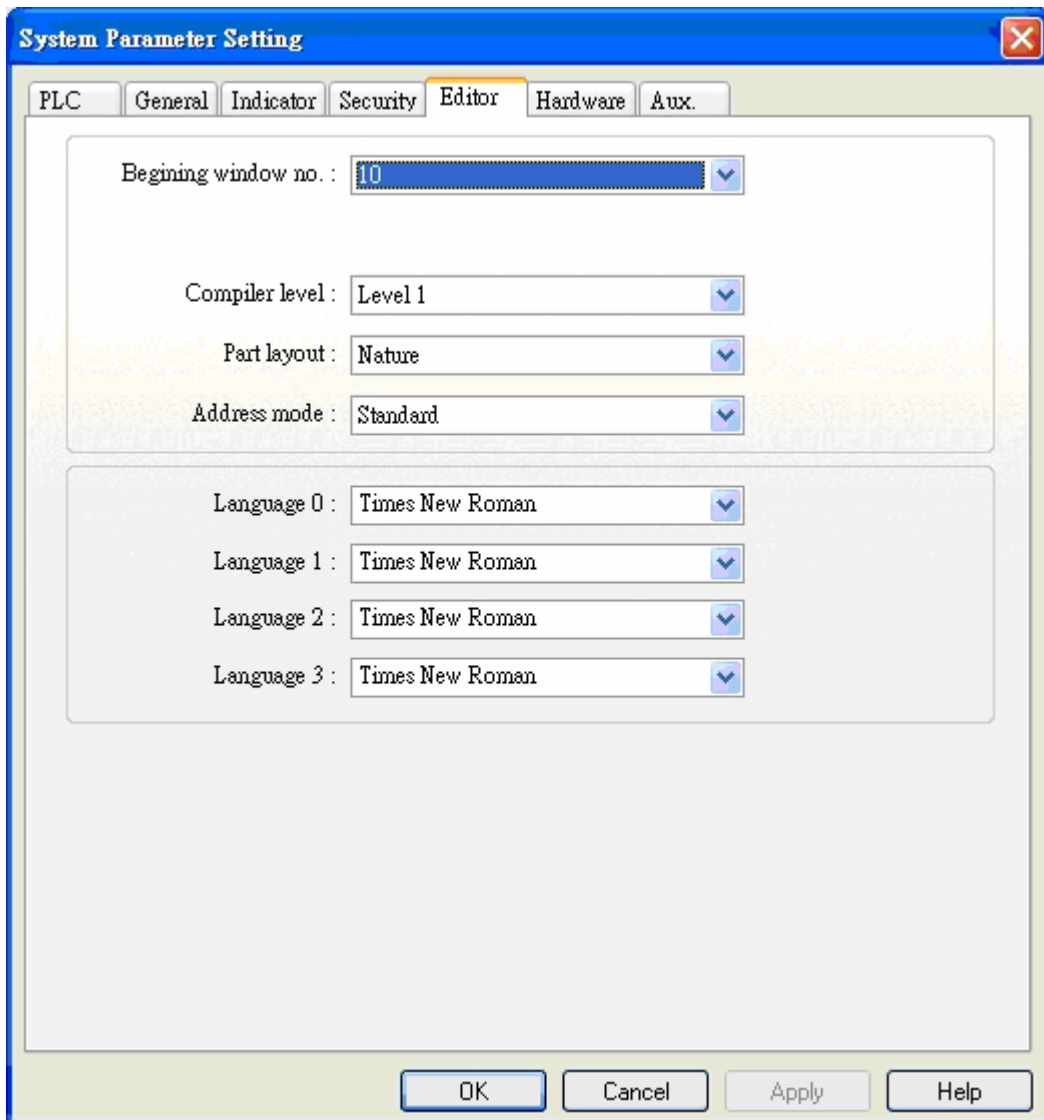 System Parameter Setting
PLC General Indicator Security Editor Hardware Aux.
Begining window no. : 10
Compiler level : Level 1
Part layout : Nature
Address mode : Standard
Language 0 : Times New Roman
Language 1 : Times New Roman
Language 2 : Times New Roman
Language 3 : Times New Roman
OK Cancel Apply Help